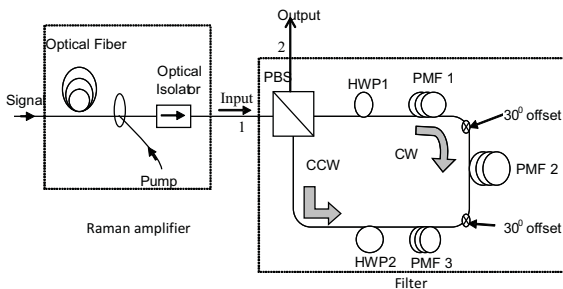 Output
Optical Fiber
2
Optical
Isolator
PBS
HWP1
PMF 1
Signal
Input
1
30⁰ offset
CCW
CW
PMF 2
Pump
Raman amplifier
30⁰ offset
HWP2
PMF 3
Filter